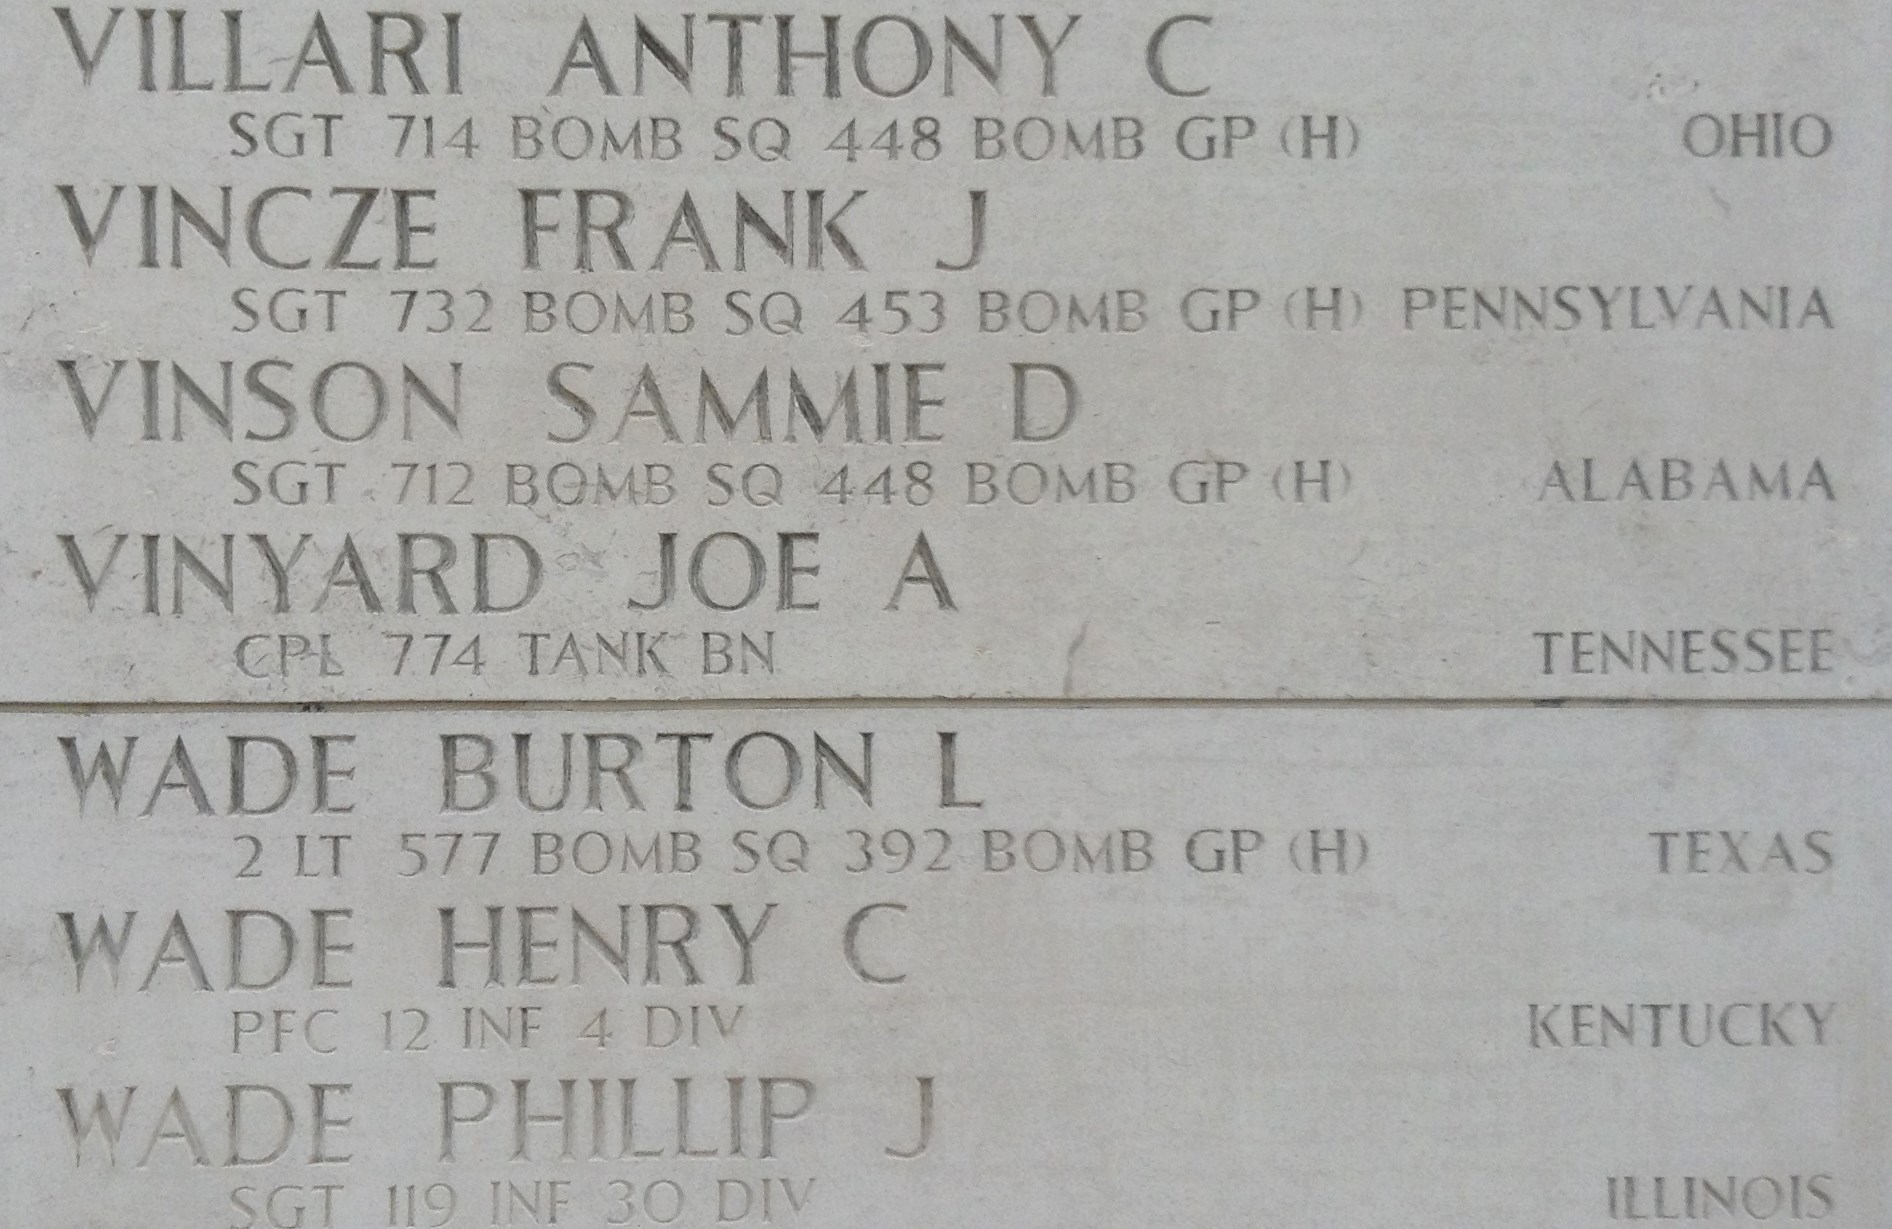 VILLARI ANTHONY C
SGT 714 BOMB SQ 448 BOMB GP (H) OHIO
VINCZE FRANK J
SGT 732 BOMB SQ 453 BOMB GP (H) PENNSYLVANIA
VINSON SAMMIE D
SGT 712 BOMB SQ 448 BOMB GP (H) ALABAMA
VINYARD JOE A
CPL 774 TANK BN TENNESSEE
WADE BURTON L
2 LT 577 BOMB SQ 392 BOMB GP (H) TEXAS
WADE HENRY C
PFC 12 INF 4 DIV KENTUCKY
WADE PHILLIP J
SGT 119 INF 30 DIV ILLINOIS